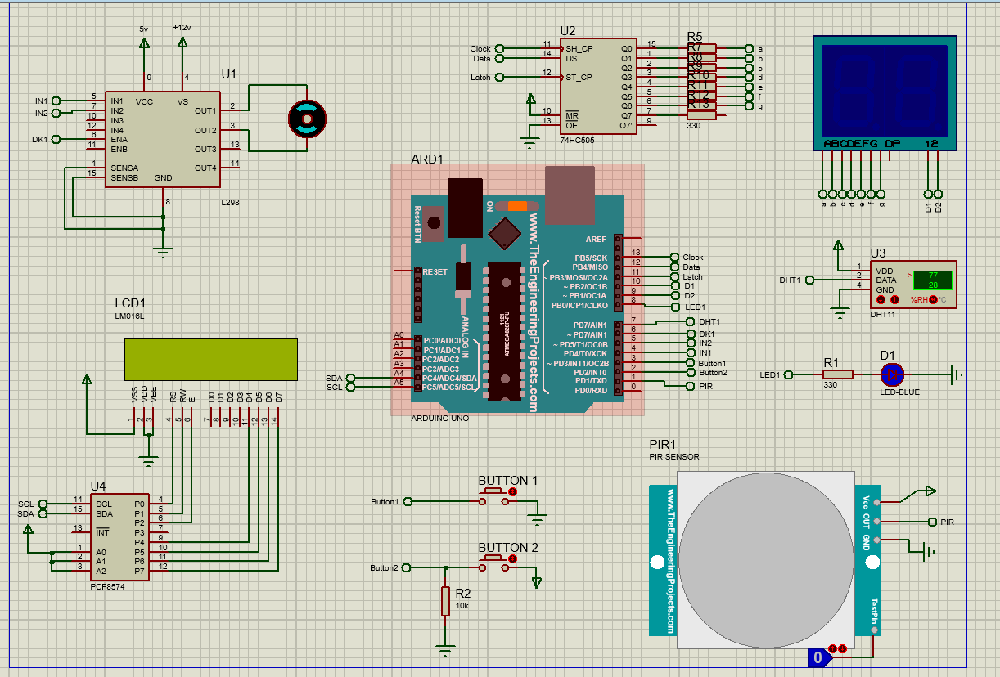 +5v
+12v
U1
9
4
VCC
VS
IN1
5
IN1
IN2
7
IN2
10
IN3
12
IN4
DK1
6
ENA
11
ENB
1
SENSA
15
SENSB
GND
8
OUT1
2
OUT2
3
OUT3
13
OUT4
14
L298
U2
Clock
11
SH_CP
Data
14
DS
Latch
12
ST_CP
10
MR
13
OE
Q0
15
Q1
1
Q2
2
Q3
3
Q4
4
Q5
5
Q6
6
Q7
7
Q7'
9
74HC595
R5
R7
R8
R9
R10
R11
R12
R13
330
a
b
c
d
e
f
g
ABCDEFG DP
12
a
b
c
d
e
f
g
D1
D2
ARD1
Reset BTN
ON
www.TheEngineeringProjects.com
RESET
ANALOG IN
1121
ATMEGA328P-PU
AREF
PB5/SCK
13
Clock
PB4/MISO
12
Data
~ PB3/MOSI/OC2A
11
Latch
~ PB2/OC1B
10
D1
~ PB1/OC1A
9
D2
PB0/ICP1/CLKO
8
LED1
PD7/AIN1
7
DHT1
~ PD7/AIN1
6
DK1
~ PD5/T1/OC0B
5
IN2
PD4/T0/XCK
4
IN1
~ PD3/INT1/OC2B
3
Button1
PD2/INT0
2
Button2
PD1/TXD
1
PIR
PD0/RXD
0
A0
PC0/ADC0
A1
PC1/ADC1
A2
PC2/ADC2
A3
PC3/ADC3
SDA
A4
PC4/ADC4/SDA
SCL
A5
PC5/ADC5/SCL
ARDUINO UNO
U3
1
VDD
DHT1
2
DATA
4
GND
>
77
28
%RH
°C
DHT11
LED1
R1
330
D1
LED-BLUE
LCD1
LM016L
VSS
VDD
VEE
RS
RW
E
D0
D1
D2
D3
D4
D5
D6
D7
1
2
3
4
5
6
7
8
9
10
11
12
13
14
U4
SCL
14
SCL
SDA
15
SDA
13
INT
1
A0
2
A1
3
A2
P0
4
P1
5
P2
6
P3
7
P4
9
P5
10
P6
11
P7
12
PCF8574
BUTTON 1
Button1
BUTTON 2
Button2
R2
10k
PIR1
PIR SENSOR
www.TheEngineeringProjects.com
Vcc
OUT
GND
PIR
TestPin
0